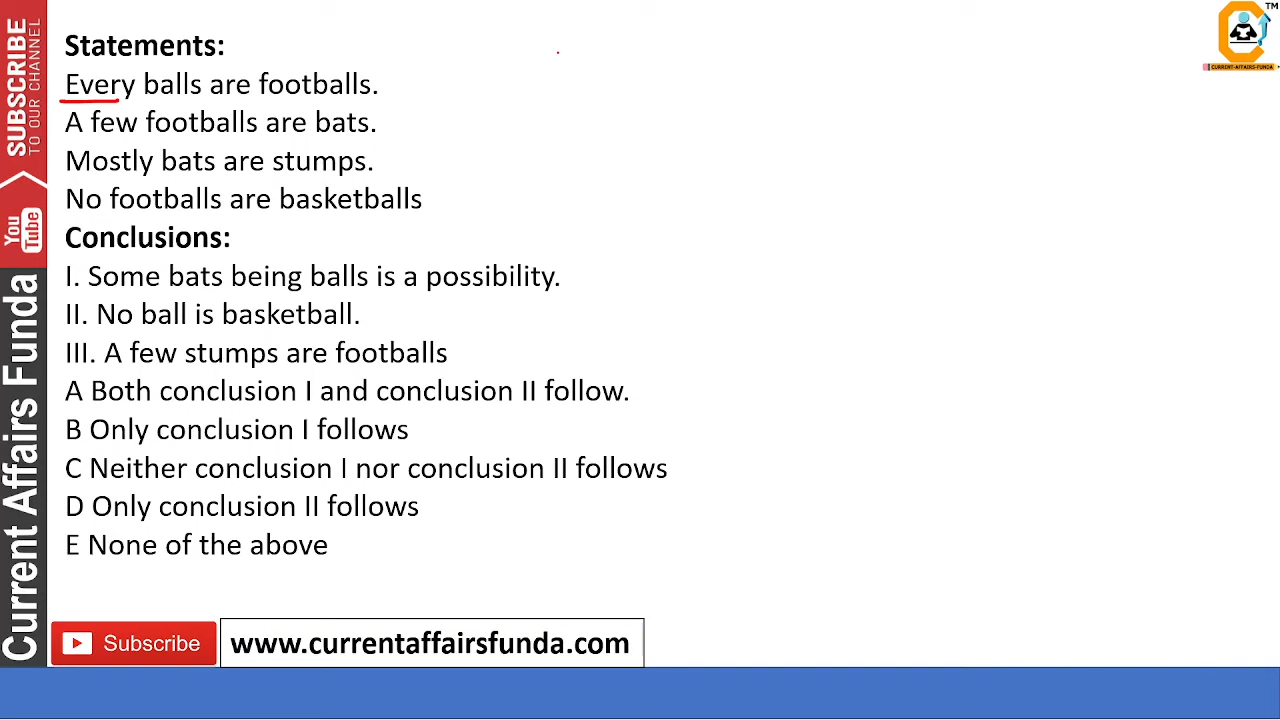 SUBSCRIBE
TO OUR CHANNEL
You
Tube
Current Affairs Funda
TM
CURRENT-AFFAIRS-FUNDA
Statements:
Every balls are footballs.
A few footballs are bats.
Mostly bats are stumps.
No footballs are basketballs
Conclusions:
I. Some bats being balls is a possibility.
II. No ball is basketball.
III. A few stumps are footballs
A Both conclusion I and conclusion II follow.
B Only conclusion I follows
C Neither conclusion I nor conclusion II follows
D Only conclusion II follows
E None of the above
Subscribe
www.currentaffairsfunda.com